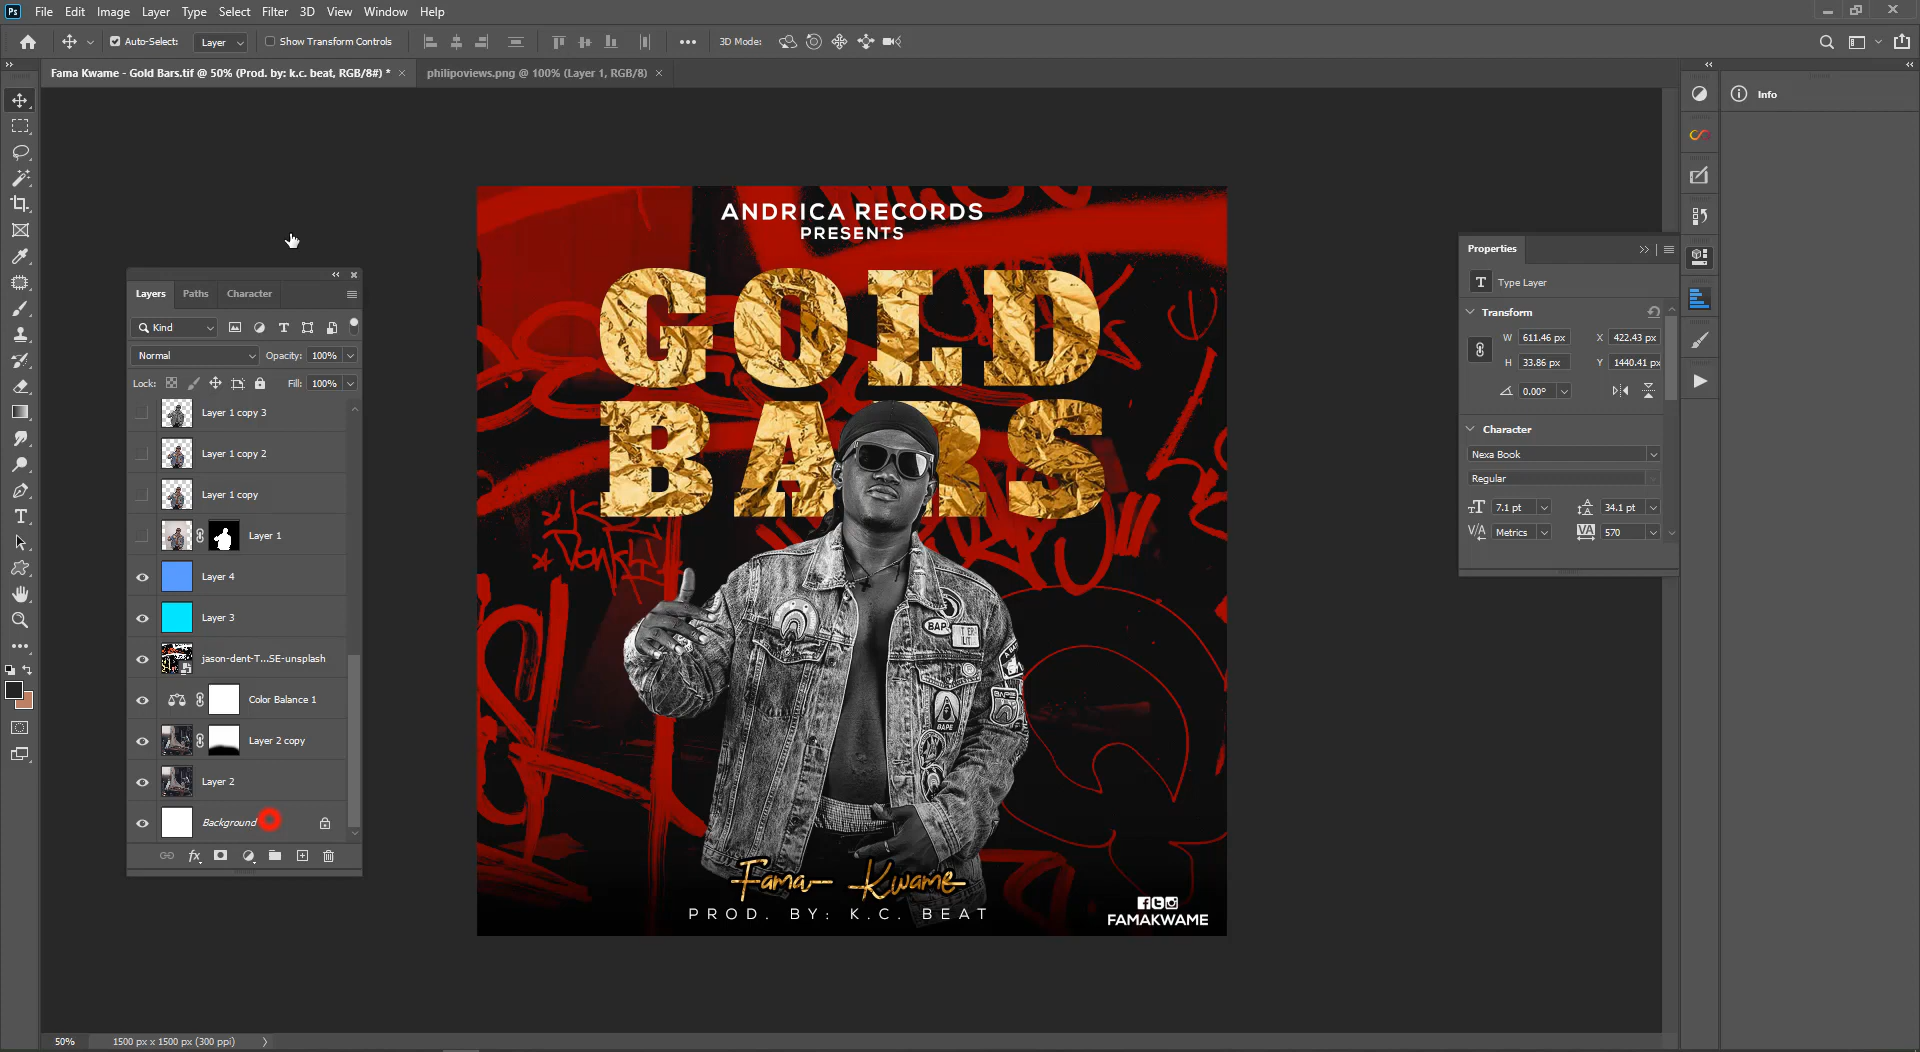 Ps File Edit Image Layer Type Select Filter 3D View Window Help
Auto-Select: Layer Show Transform Controls 3D Mode:
Fama Kwame - Gold Bars.tif @ 50% (Prod. by: k.c. beat, RGB/8#) *
philipoviews.png @ 100% (Layer 1, RGB/8)
Info
Layers Paths Character
Kind
Normal Opacity: 100%
Lock: Fill: 100%
Layer 1 copy 3
Layer 1 copy 2
Layer 1 copy
Layer 1
Layer 4
Layer 3
jason-dent-T...SE-unsplash
Color Balance 1
Layer 2 copy
Layer 2
Background
fx
ANDRICA RECORDS
PRESENTS
GOLD
BARS
BAPE
Fama Kwame
PROD. BY: K.C. BEAT
FAMAKWAME
Properties
T Type Layer
Transform
W 611.46 px X 422.43 px
H 33.86 px Y 1440.41 px
0.00°
Character
Nexa Book
Regular
7.1 pt 34.1 pt
Metrics 570
50% 1500 px x 1500 px (300 ppi)